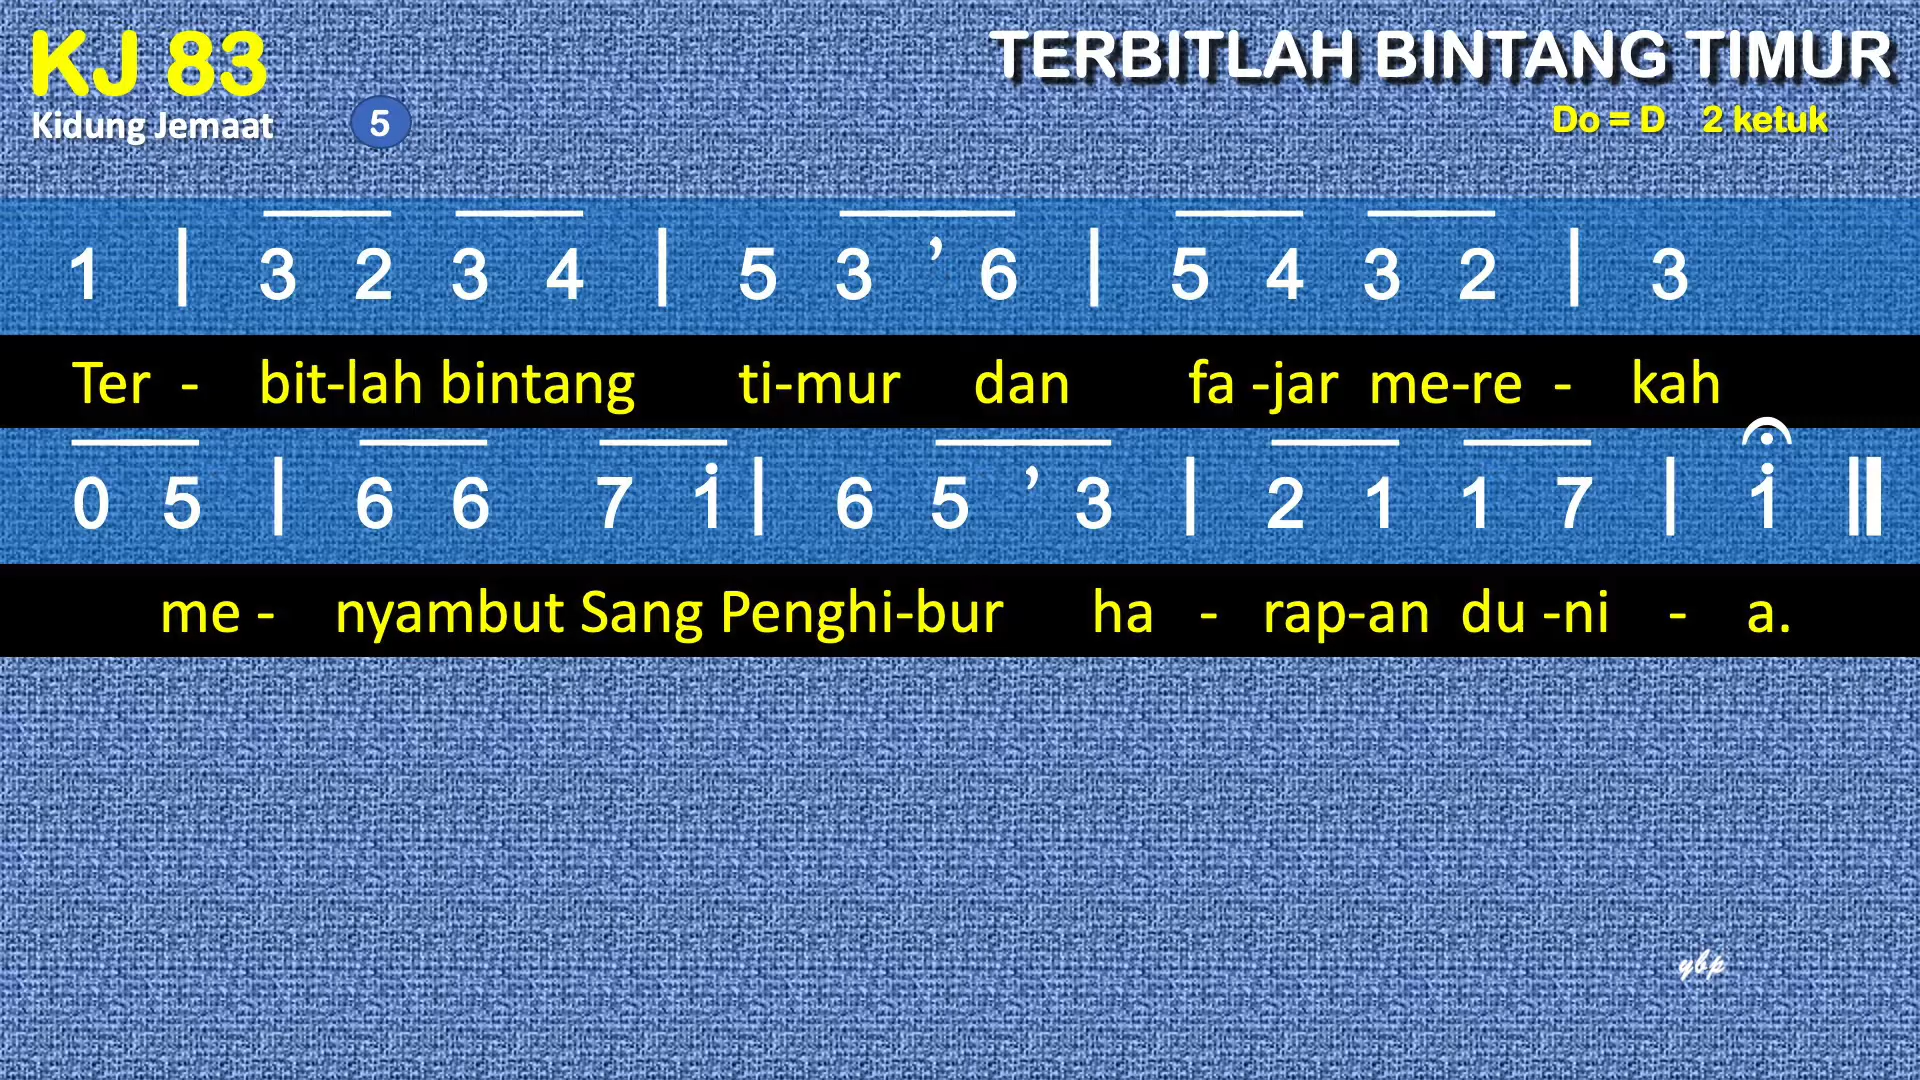 KJ 83
TERBITLAH BINTANG TIMUR
Kidung Jemaat
5
Do = D 2 ketuk
1 | 3 2 3 4 | 5 3 ’ 6 | 5 4 3 2 | 3
Ter - bit-lah bintang ti-mur dan fa -jar me-re - kah
0 5 | 6 6 7 1̇ | 6 5 ’ 3 | 2 1 1 7 | 1̇ ||
me - nyambut Sang Penghi-bur ha - rap-an du -ni - a.
ybp